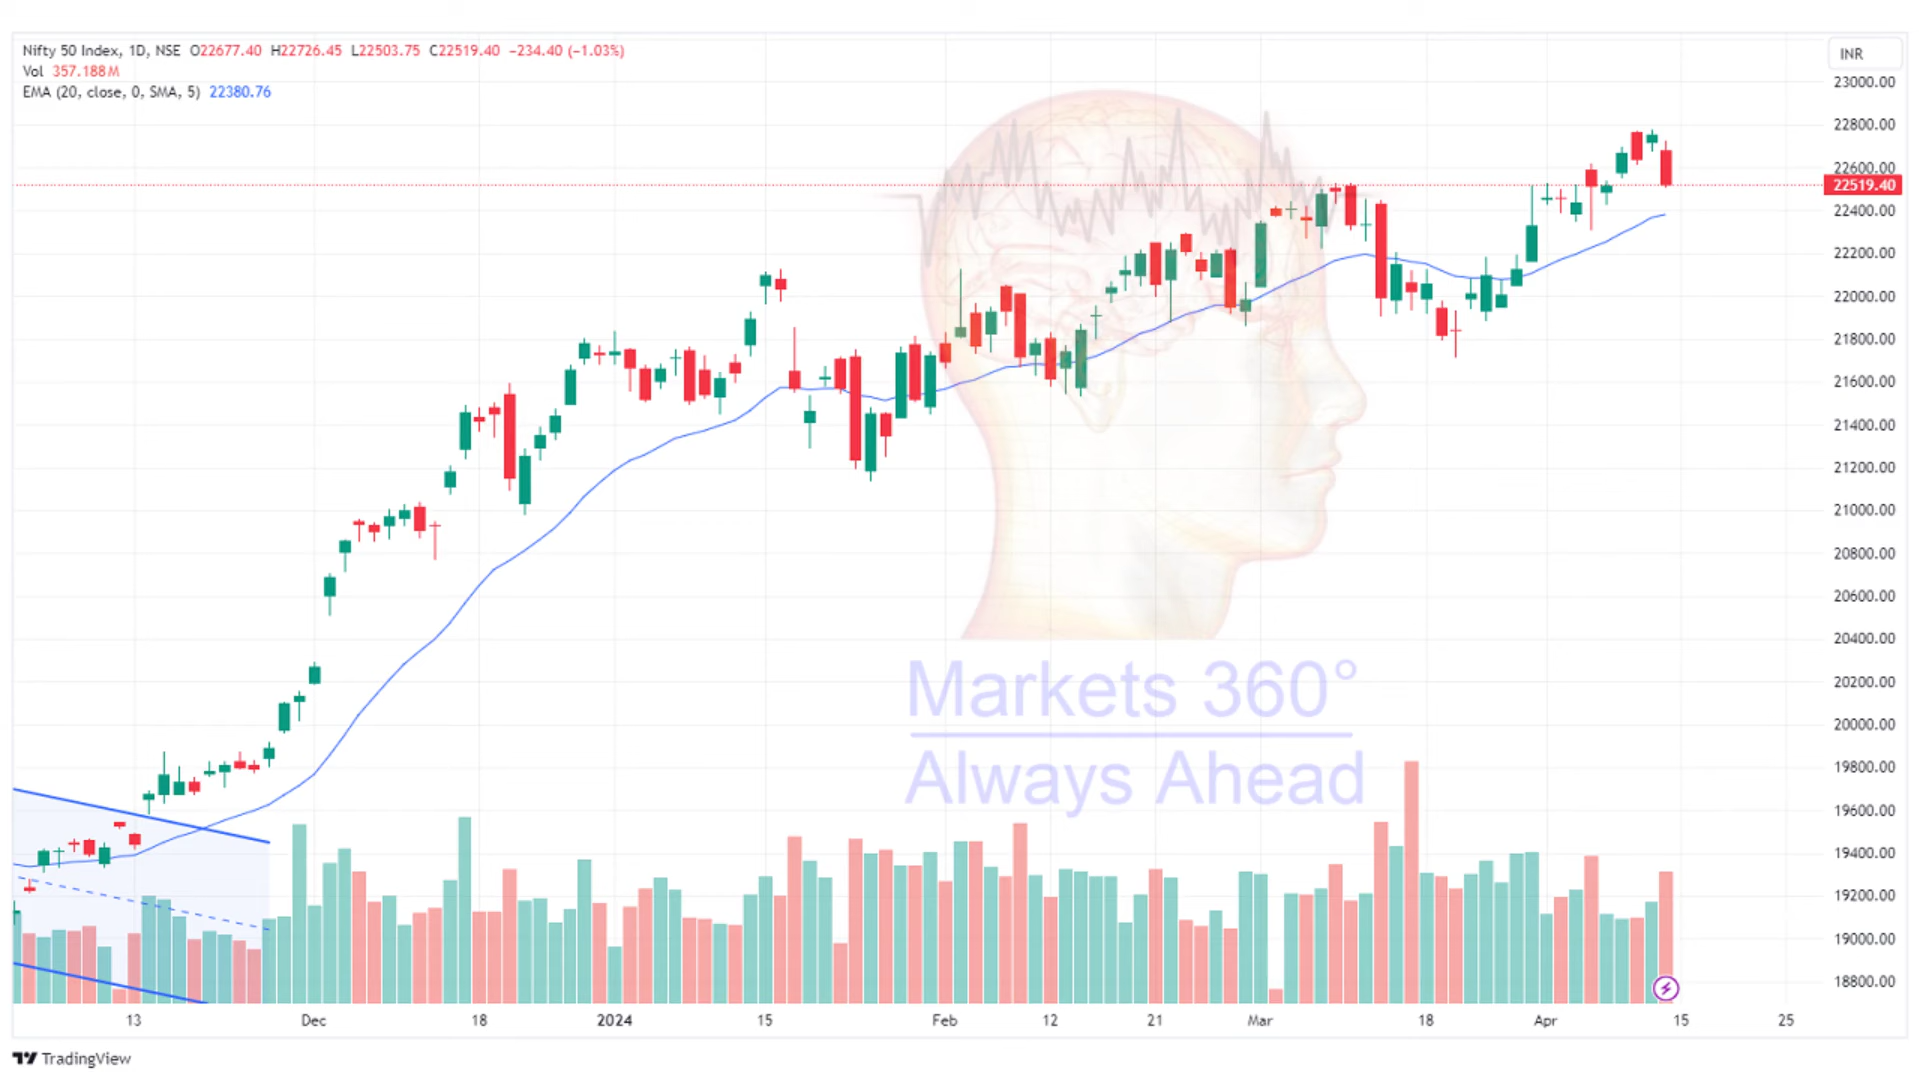 Nifty 50 Index, 1D, NSE O22677.40 H22726.45 L22503.75 C22519.40 −234.40 (−1.03%)
Vol 357.188M
EMA (20, close, 0, SMA, 5) 22380.76
INR
23000.00
22800.00
22600.00
22519.40
22400.00
22200.00
22000.00
21800.00
21600.00
21400.00
21200.00
21000.00
20800.00
20600.00
20400.00
20200.00
20000.00
19800.00
19600.00
19400.00
19200.00
19000.00
18800.00
Markets 360°
Always Ahead
13 Dec 18 2024 15 Feb 12 21 Mar 18 Apr 15 25
TradingView